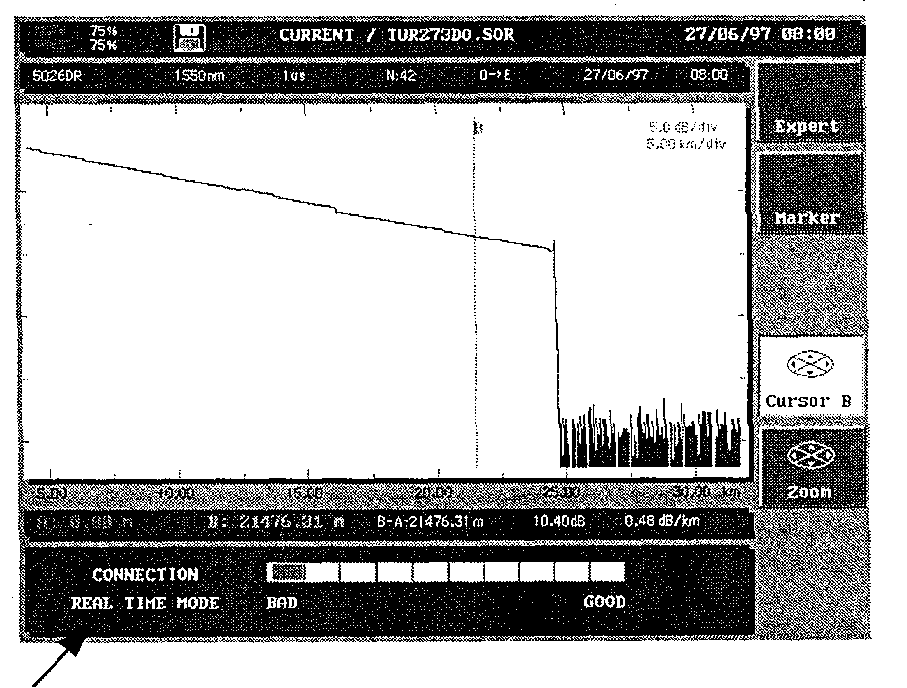 75%
75%
CURRENT / TURZ73DO.SOR
27/06/97 08:00
5026DR 1550nm 1us N:42 O->E 27/06/97 08:00
B
5.0 dB/div
5.00 km/div
Expert
Marker
Cursor B
Zoom
5.00 10.00 15.00 20.00 25.00 30.00 km
A: 0.00 m B: 21476.31 m B-A:21476.31 m 10.40dB 0.48 dB/km
CONNECTION
REAL TIME MODE BAD GOOD